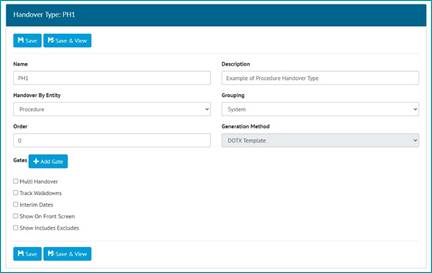 Handover Type: PH1
Save Save & View
Name Description
PH1 Example of Procedure Handover Type
Handover By Entity Grouping
Procedure System
Order Generation Method
0 DOTX Template
Gates Add Gate
Multi Handover
Track Walkdowns
Interim Dates
Show On Front Screen
Show Includes Excludes
Save Save & View